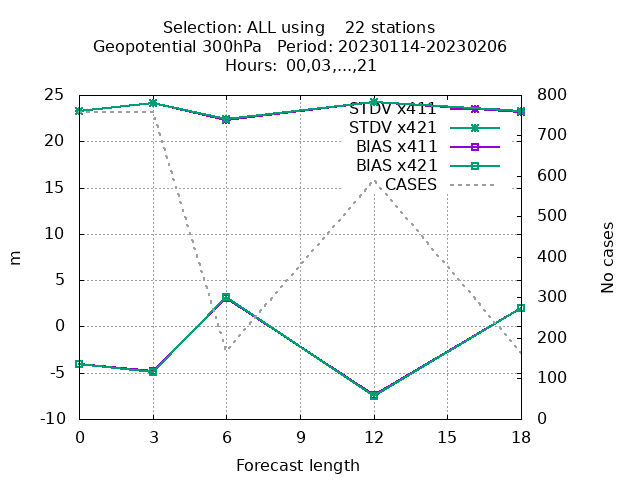 Selection: ALL using    22 stations
Geopotential 300hPa   Period: 20230114-20230206
Hours:  00,03,...,21
STDV x411
STDV x421
BIAS x411
BIAS x421
CASES
25
20
15
10
5
0
-5
-10
m
800
700
600
500
400
300
200
100
0
No cases
0 3 6 9 12 15 18
Forecast length